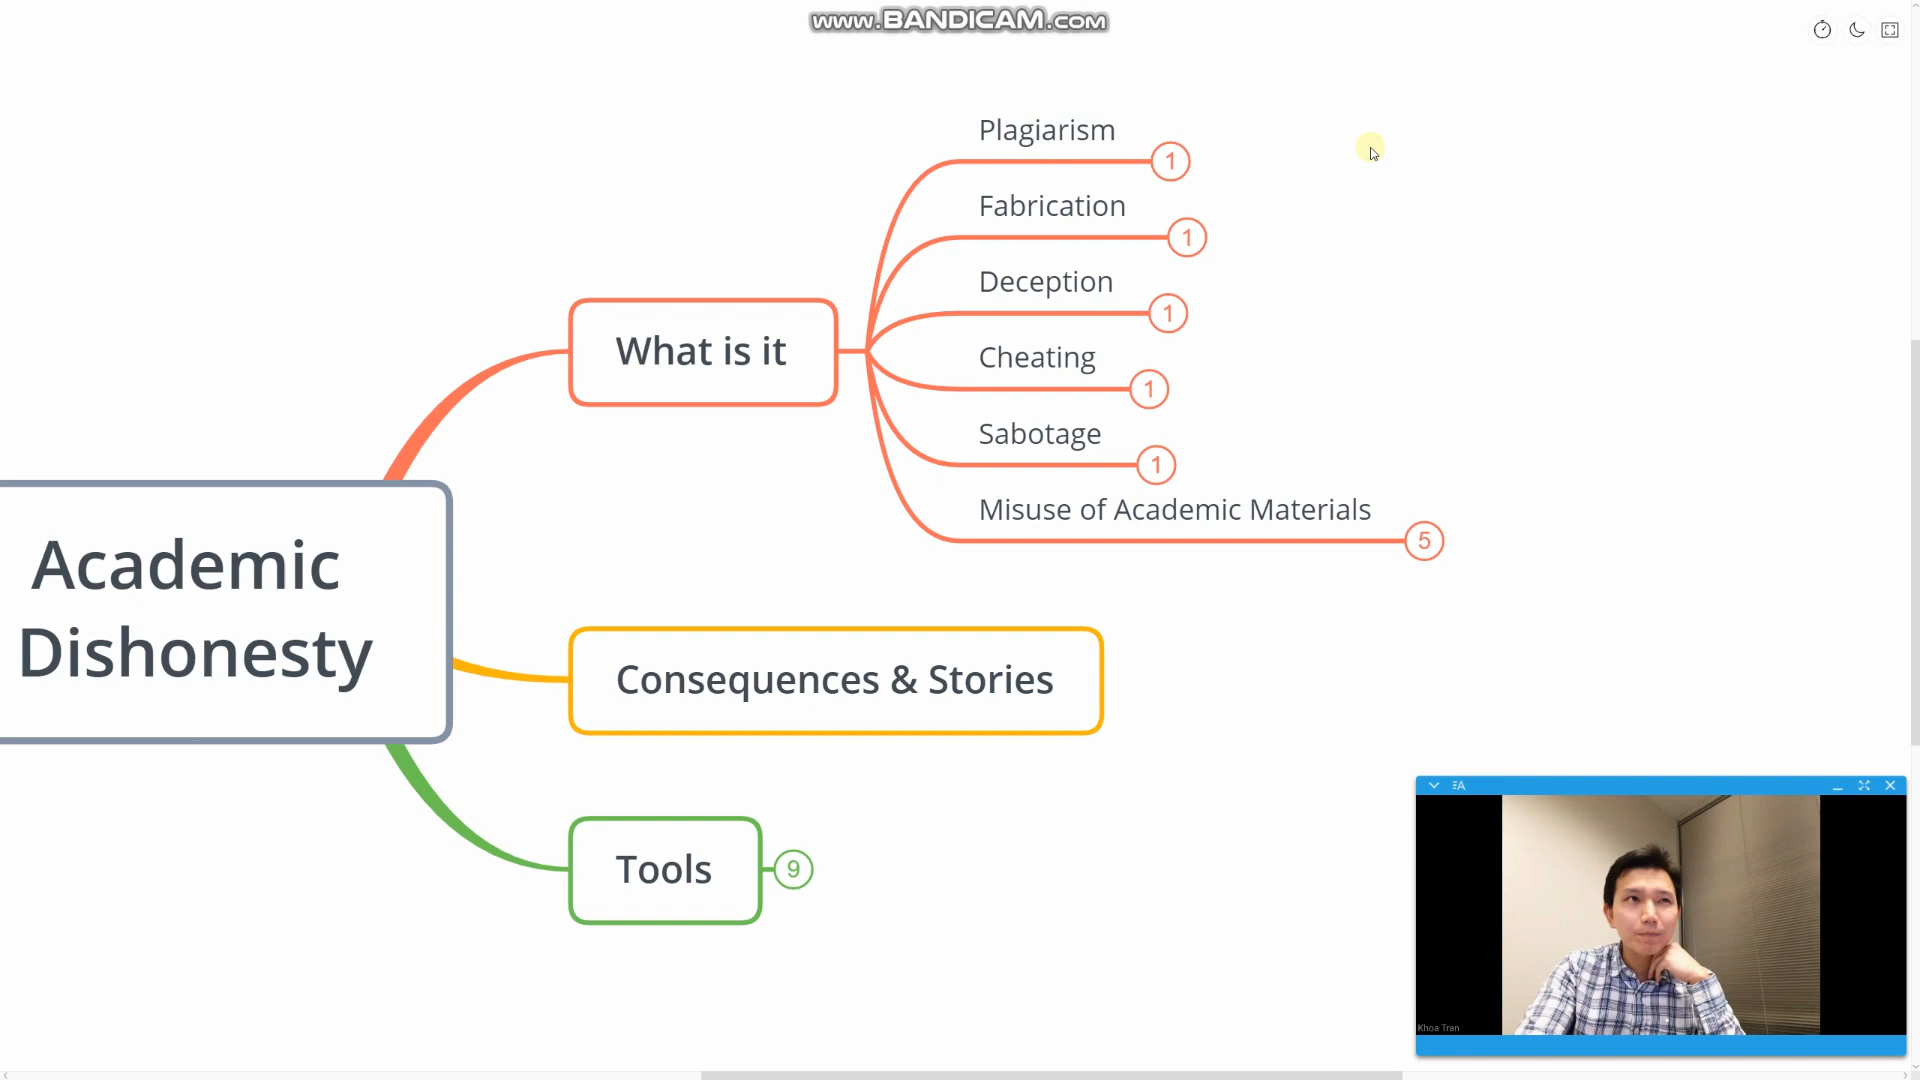 www.BANDICAM.com
Plagiarism
1
Fabrication
1
Deception
1
What is it
Cheating
1
Sabotage
1
Misuse of Academic Materials
5
Academic
Dishonesty
Consequences & Stories
Tools
9
Khoa Tran